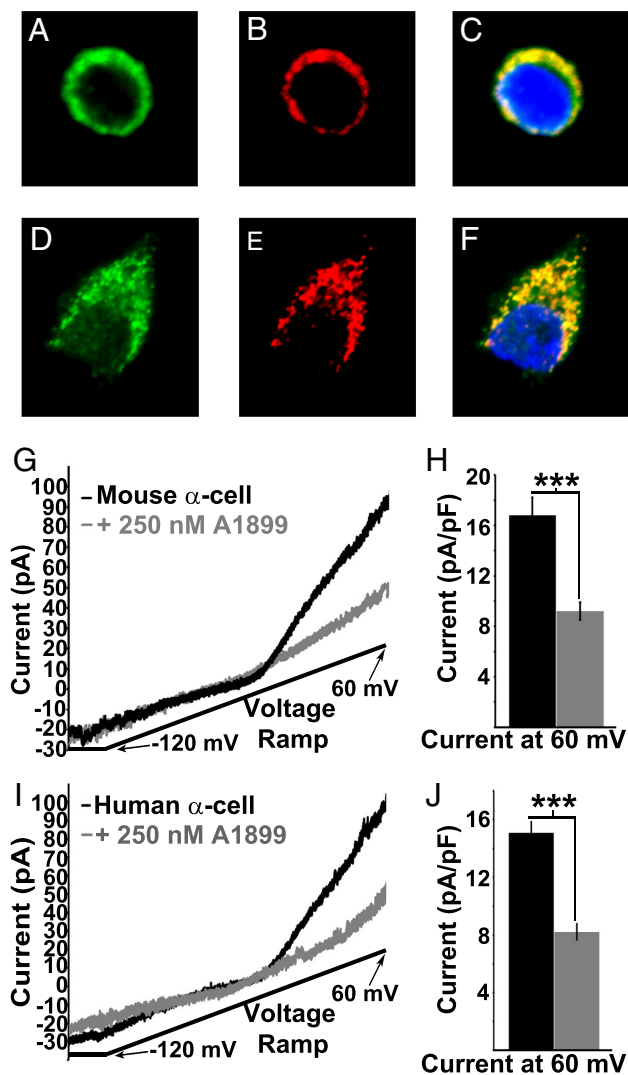 A
B
C
D
E
F
G
100
90
80
70
60
50
40
30
20
10
0
-10
-20
-30
Current (pA)
Mouse α-cell
+ 250 nM A1899
60 mV
Voltage
Ramp
-120 mV
H
20
16
12
8
4
Current (pA/pF)
***
Current at 60 mV
I
100
90
80
70
60
50
40
30
20
10
0
-10
-20
-30
Current (pA)
Human α-cell
+ 250 nM A1899
60 mV
Voltage
Ramp
-120 mV
J
16
12
8
4
Current (pA/pF)
***
Current at 60 mV